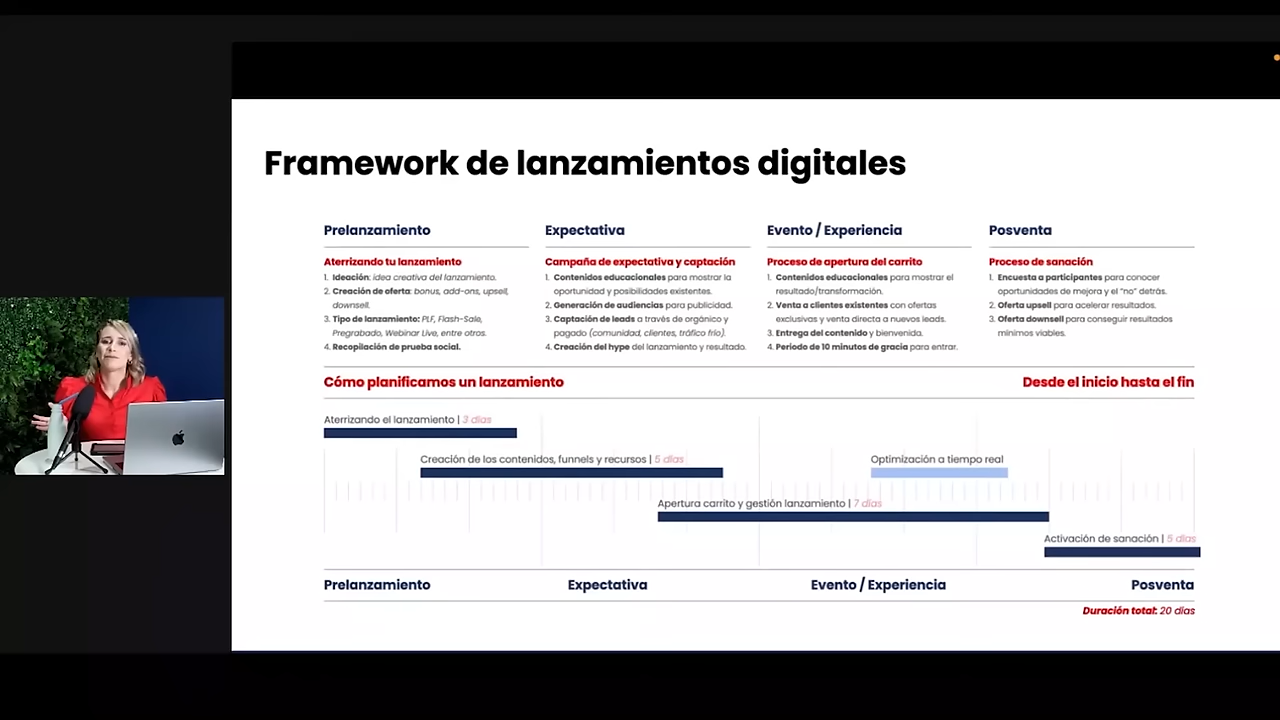 Framework de lanzamientos digitales
Prelanzamiento
Aterrizando tu lanzamiento
1. Ideación: idea creativa del lanzamiento.
2. Creación de oferta: bonus, add-ons, upsell,
downsell.
3. Tipo de lanzamiento: PLF, Flash-Sale,
Pregrabado, Webinar Live, entre otros.
4. Recopilación de prueba social.
Expectativa
Campaña de expectativa y captación
1. Contenidos educacionales para mostrar la
oportunidad y posibilidades existentes.
2. Generación de audiencias para publicidad.
3. Captación de leads a través de orgánico y
pagado (comunidad, clientes, tráfico frío).
4. Creación del hype del lanzamiento y resultado.
Evento / Experiencia
Proceso de apertura del carrito
1. Contenidos educacionales para mostrar el
resultado/transformación.
2. Venta a clientes existentes con ofertas
exclusivas y venta directa a nuevos leads.
3. Entrega del contenido y bienvenida.
4. Periodo de 10 minutos de gracia para entrar.
Posventa
Proceso de sanación
1. Encuesta a participantes para conocer
oportunidades de mejora y el "no" detrás.
2. Oferta upsell para acelerar resultados.
3. Oferta downsell para conseguir resultados
mínimos viables.
Cómo planificamos un lanzamiento
Desde el inicio hasta el fin
Aterrizando el lanzamiento | 3 días
Creación de los contenidos, funnels y recursos | 5 días
Optimización a tiempo real
Apertura carrito y gestión lanzamiento | 7 días
Activación de sanación | 5 días
Prelanzamiento
Expectativa
Evento / Experiencia
Posventa
Duración total: 20 días